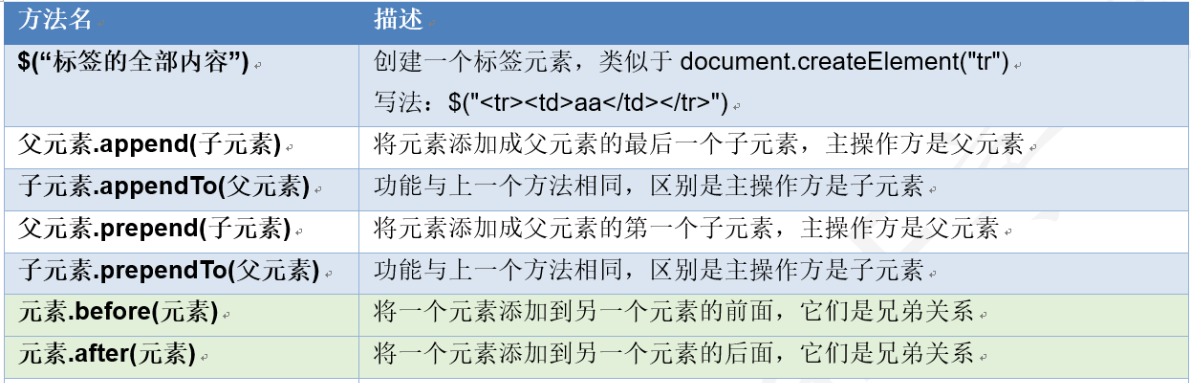 方法名 描述
$(“标签的全部内容”) 创建一个标签元素，类似于 document.createElement("tr")
写法：$("<tr><td>aa</td></tr>")
父元素.append(子元素) 将元素添加成父元素的最后一个子元素，主操作方是父元素
子元素.appendTo(父元素) 功能与上一个方法相同，区别是主操作方是子元素
父元素.prepend(子元素) 将元素添加成父元素的第一个子元素，主操作方是父元素
子元素.prependTo(父元素) 功能与上一个方法相同，区别是主操作方是子元素
元素.before(元素) 将一个元素添加到另一个元素的前面，它们是兄弟关系
元素.after(元素) 将一个元素添加到另一个元素的后面，它们是兄弟关系